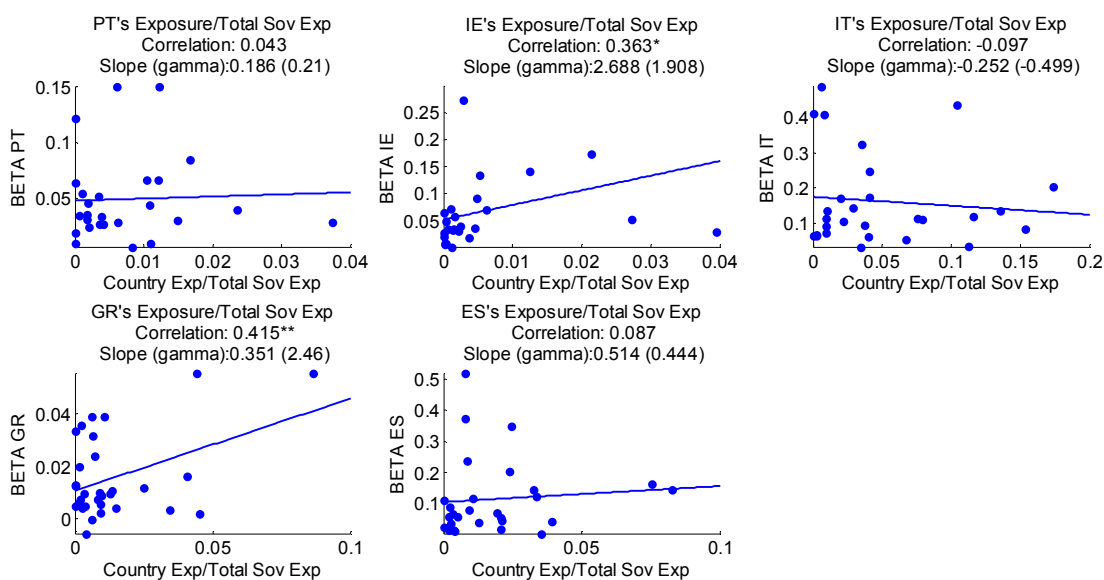 PT's Exposure/Total Sov Exp
Correlation: 0.043
Slope (gamma):0.186 (0.21)
0.15
0.1
0.05
BETA PT
0 0.01 0.02 0.03 0.04
Country Exp/Total Sov Exp
IE's Exposure/Total Sov Exp
Correlation: 0.363*
Slope (gamma):2.688 (1.908)
0.25
0.2
0.15
0.1
0.05
BETA IE
0 0.01 0.02 0.03 0.04
Country Exp/Total Sov Exp
IT's Exposure/Total Sov Exp
Correlation: -0.097
Slope (gamma):-0.252 (-0.499)
0.4
0.3
0.2
0.1
BETA IT
0 0.05 0.1 0.15 0.2
Country Exp/Total Sov Exp
GR's Exposure/Total Sov Exp
Correlation: 0.415**
Slope (gamma):0.351 (2.46)
0.04
0.02
0
BETA GR
0 0.05 0.1
Country Exp/Total Sov Exp
ES's Exposure/Total Sov Exp
Correlation: 0.087
Slope (gamma):0.514 (0.444)
0.5
0.4
0.3
0.2
0.1
BETA ES
0 0.05 0.1
Country Exp/Total Sov Exp